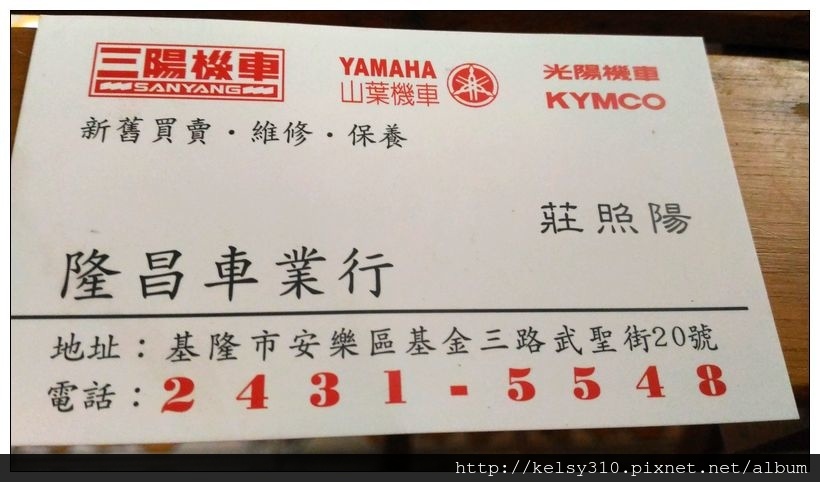 三陽機車
SANYANG
YAMAHA
山葉機車
光陽機車
KYMCO
新舊買賣・維修・保養
莊照陽
隆昌車業行
地址：基隆市安樂區基金三路武聖街20號
電話：2431-5548
http://kelsy310.pixnet.net/album